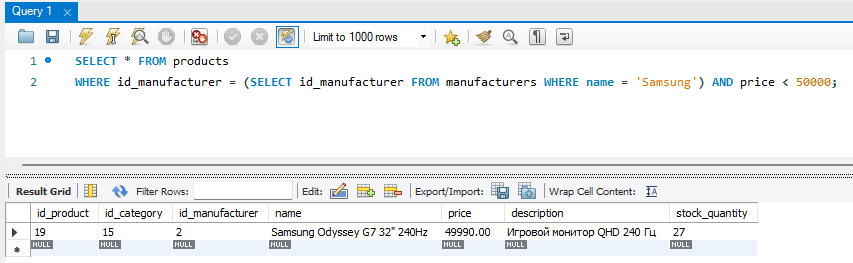 Query 1
Limit to 1000 rows
1 SELECT * FROM products
2 WHERE id_manufacturer = (SELECT id_manufacturer FROM manufacturers WHERE name = 'Samsung') AND price < 50000;
Result Grid Filter Rows: Edit: Export/Import: Wrap Cell Content:
id_product id_category id_manufacturer name price description stock_quantity
19 15 2 Samsung Odyssey G7 32" 240Hz 49990.00 Игровой монитор QHD 240 Гц 27
NULL NULL NULL NULL NULL NULL NULL